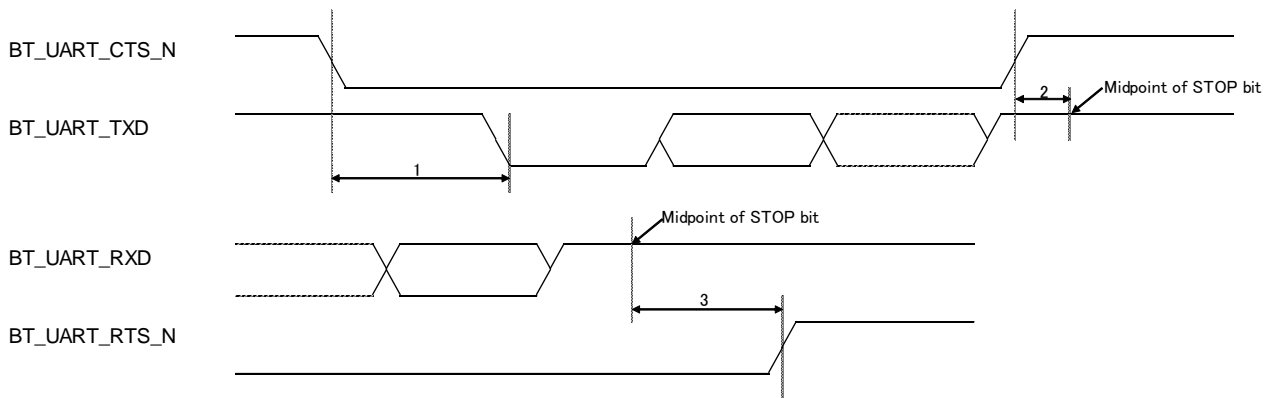 BT_UART_CTS_N
2
Midpoint of STOP bit
BT_UART_TXD
1
Midpoint of STOP bit
BT_UART_RXD
3
BT_UART_RTS_N